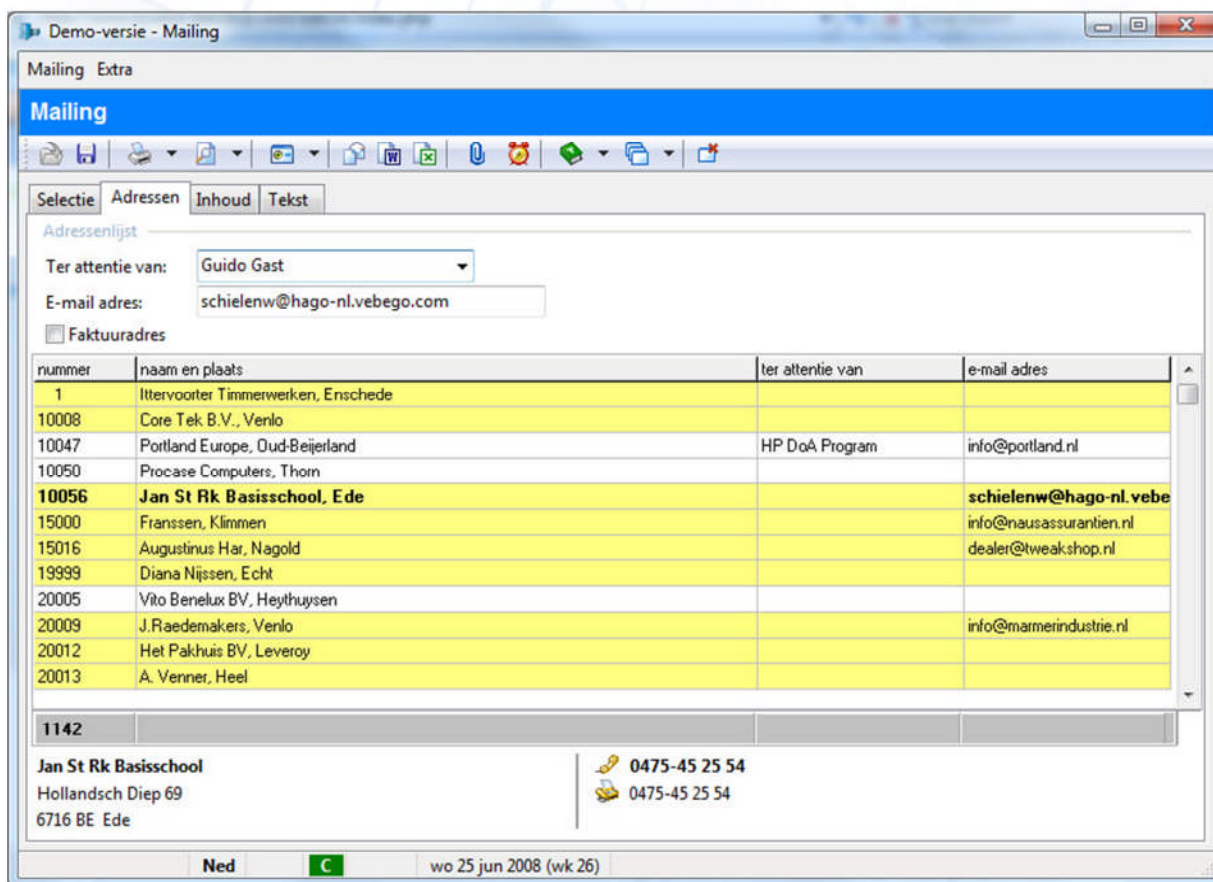 Demo-versie - Mailing
Mailing Extra
Mailing
Selectie Adressen Inhoud Tekst
Adressenlijst
Ter attentie van: Guido Gast
E-mail adres: schielenw@hago-nl.vebego.com
Faktuuradres
nummer naam en plaats ter attentie van e-mail adres
1 Ittervoorter Timmerwerken, Enschede
10008 Core Tek B.V., Venlo
10047 Portland Europe, Oud-Beijerland HP DoA Program info@portland.nl
10050 Procase Computers, Thorn
10056 Jan St Rk Basisschool, Ede schielenw@hago-nl.vebe
15000 Franssen, Klimmen info@nausassurantien.nl
15016 Augustinus Har, Nagold dealer@tweakshop.nl
19999 Diana Nijssen, Echt
20005 Vito Benelux BV, Heythuysen
20009 J.Raedemakers, Venlo info@marmerindustrie.nl
20012 Het Pakhuis BV, Leveroy
20013 A. Venner, Heel
1142
Jan St Rk Basisschool 0475-45 25 54
Hollandsch Diep 69 0475-45 25 54
6716 BE Ede
Ned C wo 25 jun 2008 (wk 26)